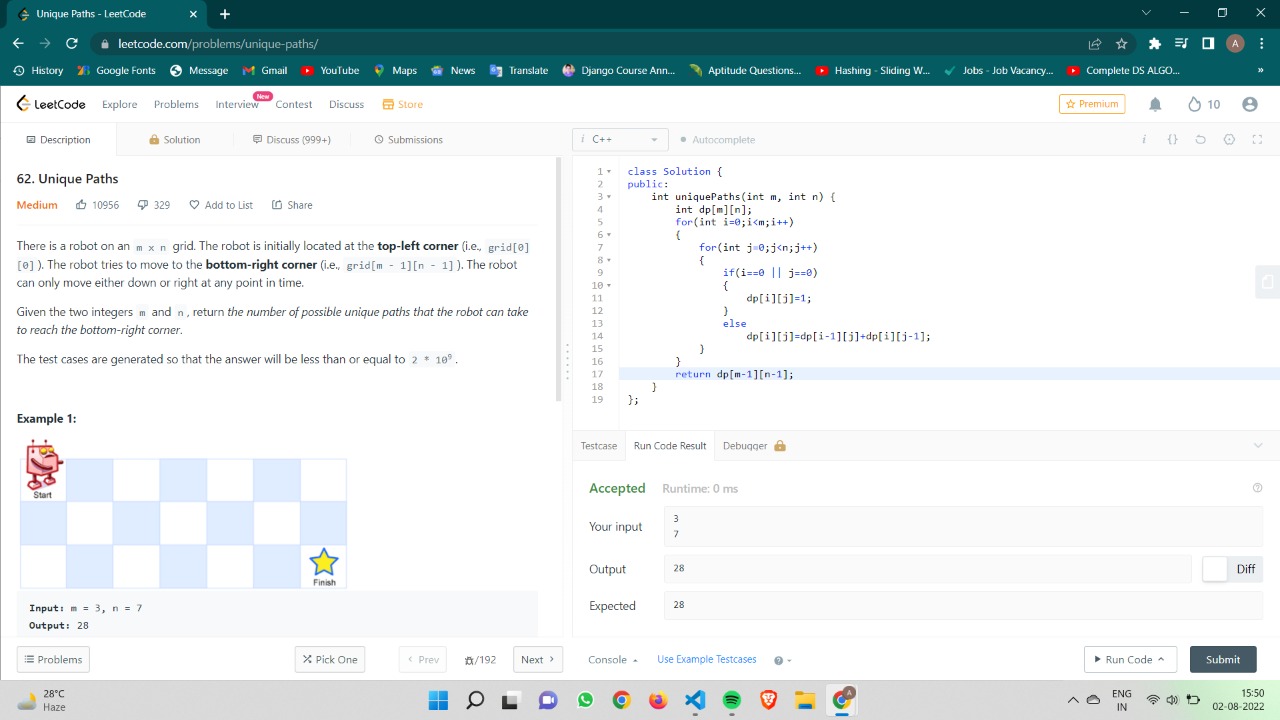 Unique Paths - LeetCode
leetcode.com/problems/unique-paths/
A
History Google Fonts Message Gmail YouTube Maps News Translate Django Course Ann... Aptitude Questions... Hashing - Sliding W... Jobs - Job Vacancy... Complete DS ALGO... »
LeetCode Explore Problems Interview New Contest Discuss Store Premium 10
Description Solution Discuss (999+) Submissions i C++ Autocomplete i {}
62. Unique Paths
Medium 10956 329 Add to List Share
There is a robot on an m x n grid. The robot is initially located at the top-left corner (i.e., grid[0]
[0]). The robot tries to move to the bottom-right corner (i.e., grid[m - 1][n - 1]). The robot
can only move either down or right at any point in time.
Given the two integers m and n, return the number of possible unique paths that the robot can take
to reach the bottom-right corner.
The test cases are generated so that the answer will be less than or equal to 2 * 10⁹.
Example 1:
Start
Finish
Input: m = 3, n = 7
Output: 28
1 class Solution {
2 public:
3 int uniquePaths(int m, int n) {
4 int dp[m][n];
5 for(int i=0;i<m;i++)
6 {
7 for(int j=0;j<n;j++)
8 {
9 if(i==0 || j==0)
10 {
11 dp[i][j]=1;
12 }
13 else
14 dp[i][j]=dp[i-1][j]+dp[i][j-1];
15 }
16 }
17 return dp[m-1][n-1];
18 }
19 };
Testcase Run Code Result Debugger
Accepted Runtime: 0 ms
Your input
3
7
Output 28 Diff
Expected 28
Problems Pick One Prev /192 Next Console Use Example Testcases Run Code Submit
28°C
Haze
A
ENG
IN
15:50
02-08-2022